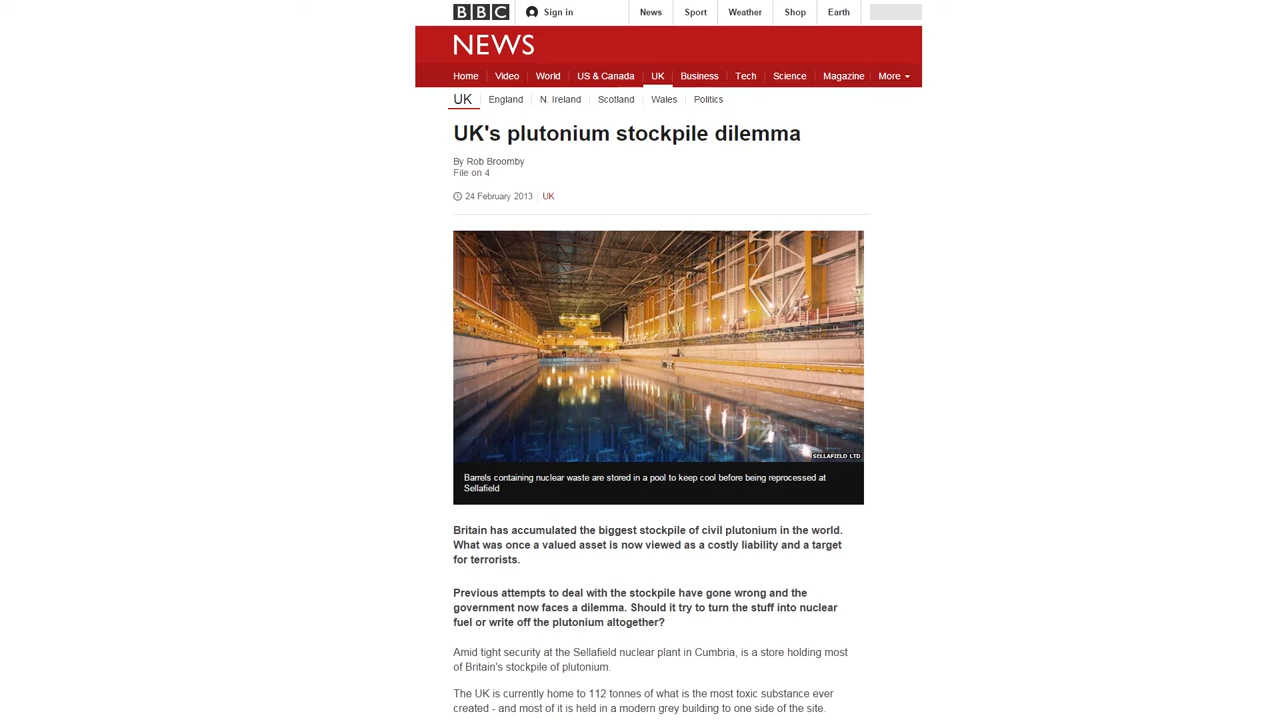 BBC Sign in News Sport Weather Shop Earth
NEWS
Home Video World US & Canada UK Business Tech Science Magazine More
UK England N. Ireland Scotland Wales Politics
UK's plutonium stockpile dilemma
By Rob Broomby
File on 4
24 February 2013 UK
SELLAFIELD LTD
Barrels containing nuclear waste are stored in a pool to keep cool before being reprocessed at
Sellafield
Britain has accumulated the biggest stockpile of civil plutonium in the world.
What was once a valued asset is now viewed as a costly liability and a target
for terrorists.
Previous attempts to deal with the stockpile have gone wrong and the
government now faces a dilemma. Should it try to turn the stuff into nuclear
fuel or write off the plutonium altogether?
Amid tight security at the Sellafield nuclear plant in Cumbria, is a store holding most
of Britain's stockpile of plutonium.
The UK is currently home to 112 tonnes of what is the most toxic substance ever
created - and most of it is held in a modern grey building to one side of the site.